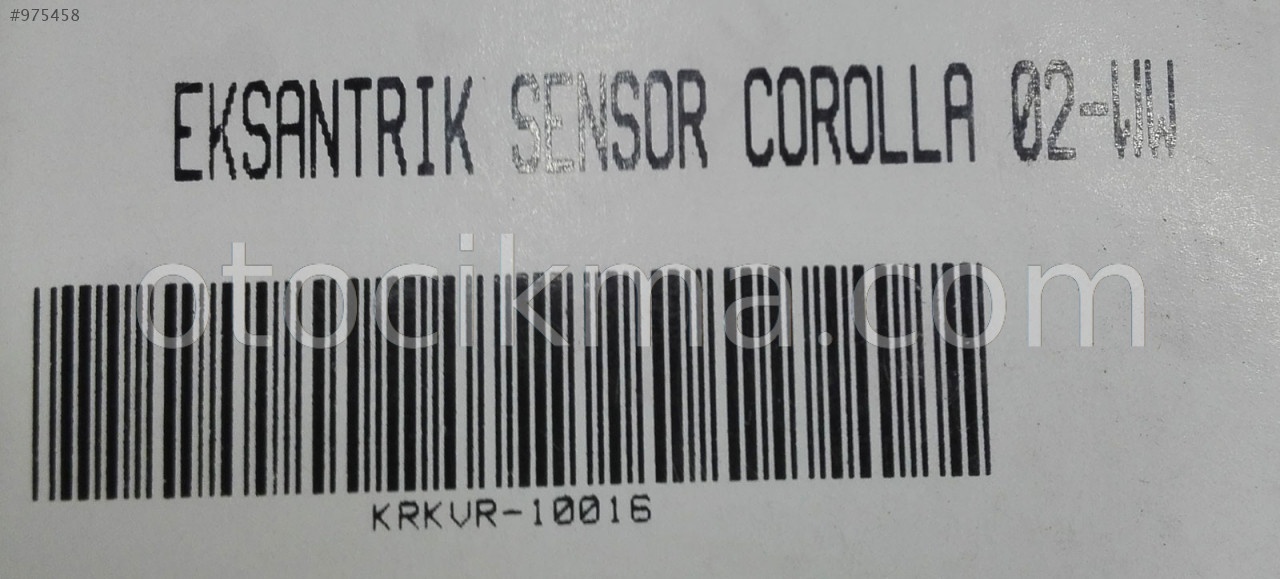 #975458
EKSANTRIK SENSOR COROLLA 02-WW
otocikma.com
KRKVR-10016